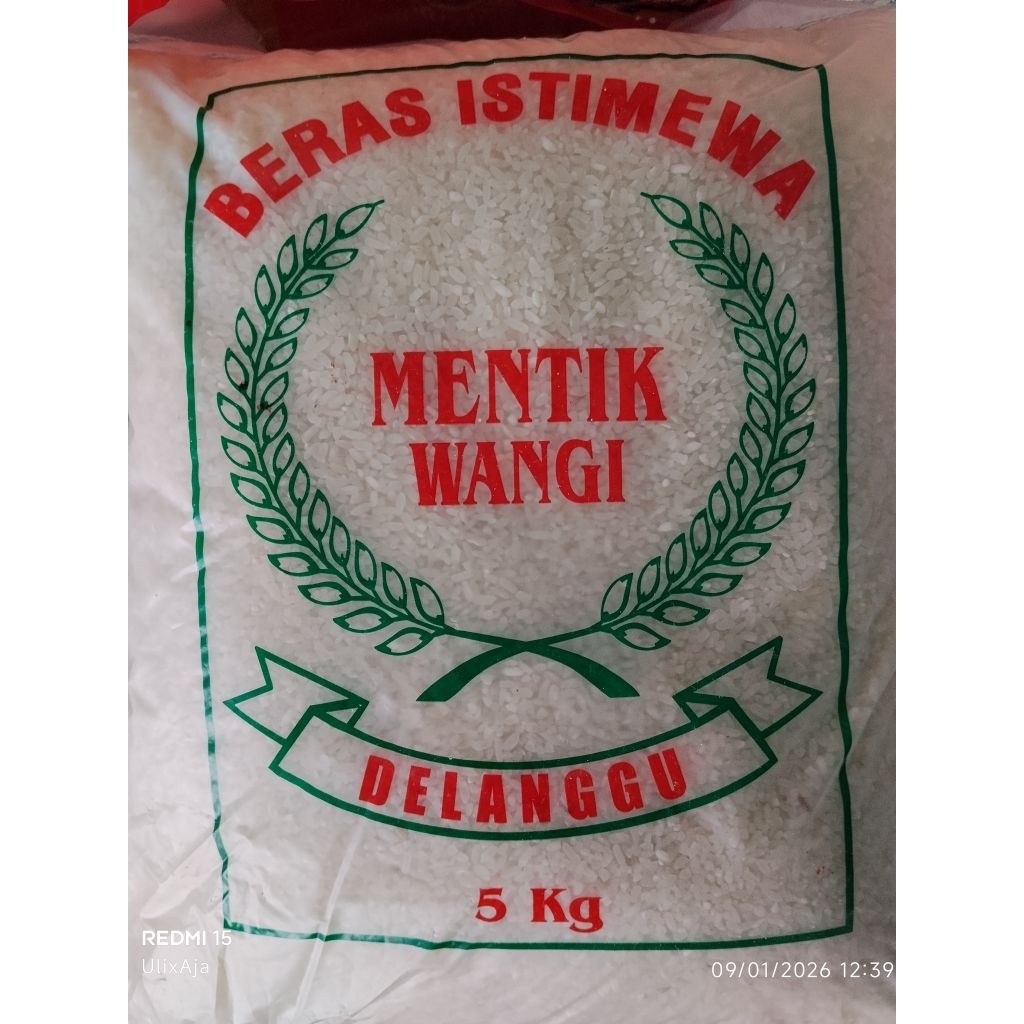 BERAS ISTIMEWA
MENTIK
WANGI
DELANGGU
5 Kg
REDMI 15
UlixAja
09/01/2026 12:39